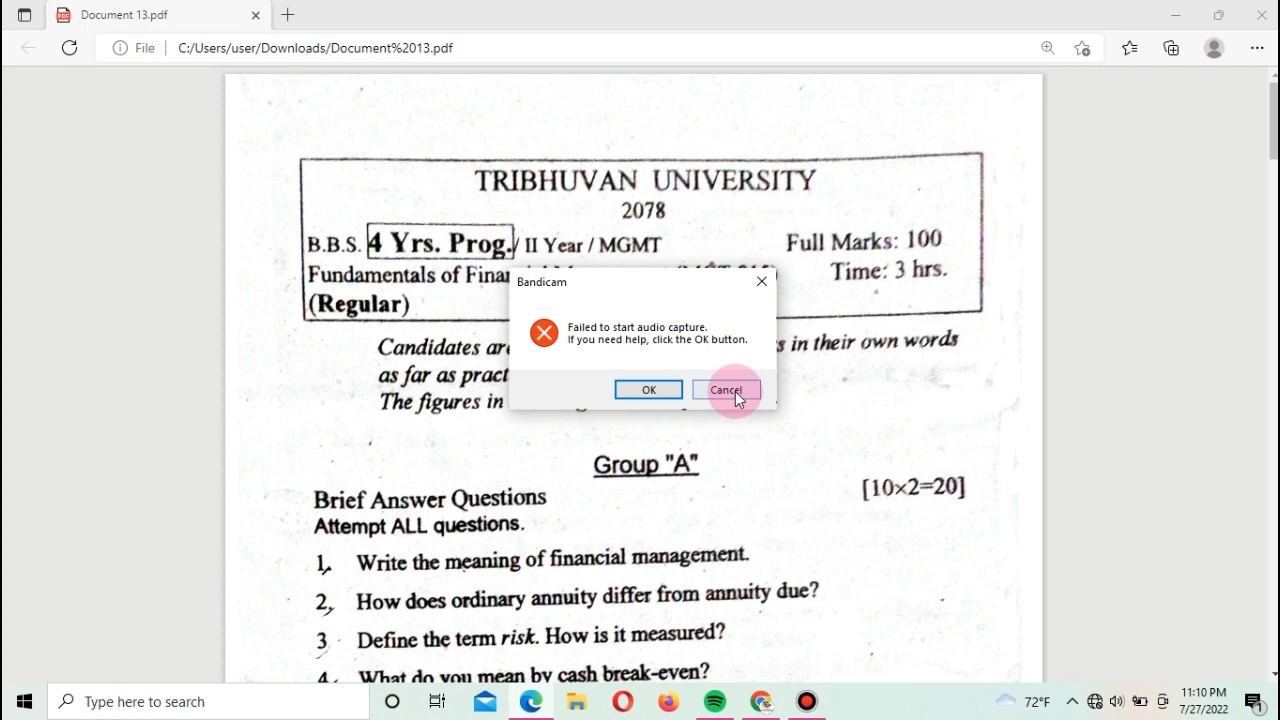 Document 13.pdf
File
C:/Users/user/Downloads/Document%2013.pdf
TRIBHUVAN UNIVERSITY
2078
B.B.S. 4 Yrs. Prog./ II Year / MGMT
Full Marks: 100
Fundamentals of
Time: 3 hrs.
(Regular)
Bandicam
Failed to start audio capture.
If you need help, click the OK button.
OK
Cancel
Candidates
in their own words
as far as
The figures in
Group "A"
[10×2=20]
Brief Answer Questions
Attempt ALL questions.
1. Write the meaning of financial management.
2. How does ordinary annuity differ from annuity due?
3. Define the term risk. How is it measured?
4. What do you mean by cash break-even?
Type here to search
72°F
11:10 PM
7/27/2022
1